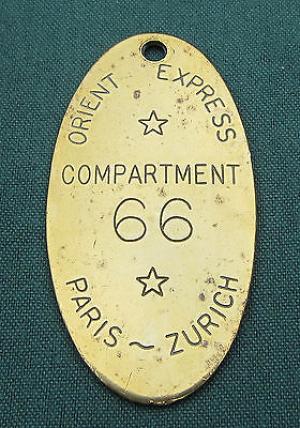 ORIENT EXPRESS
COMPARTMENT
66
PARIS ~ ZURICH